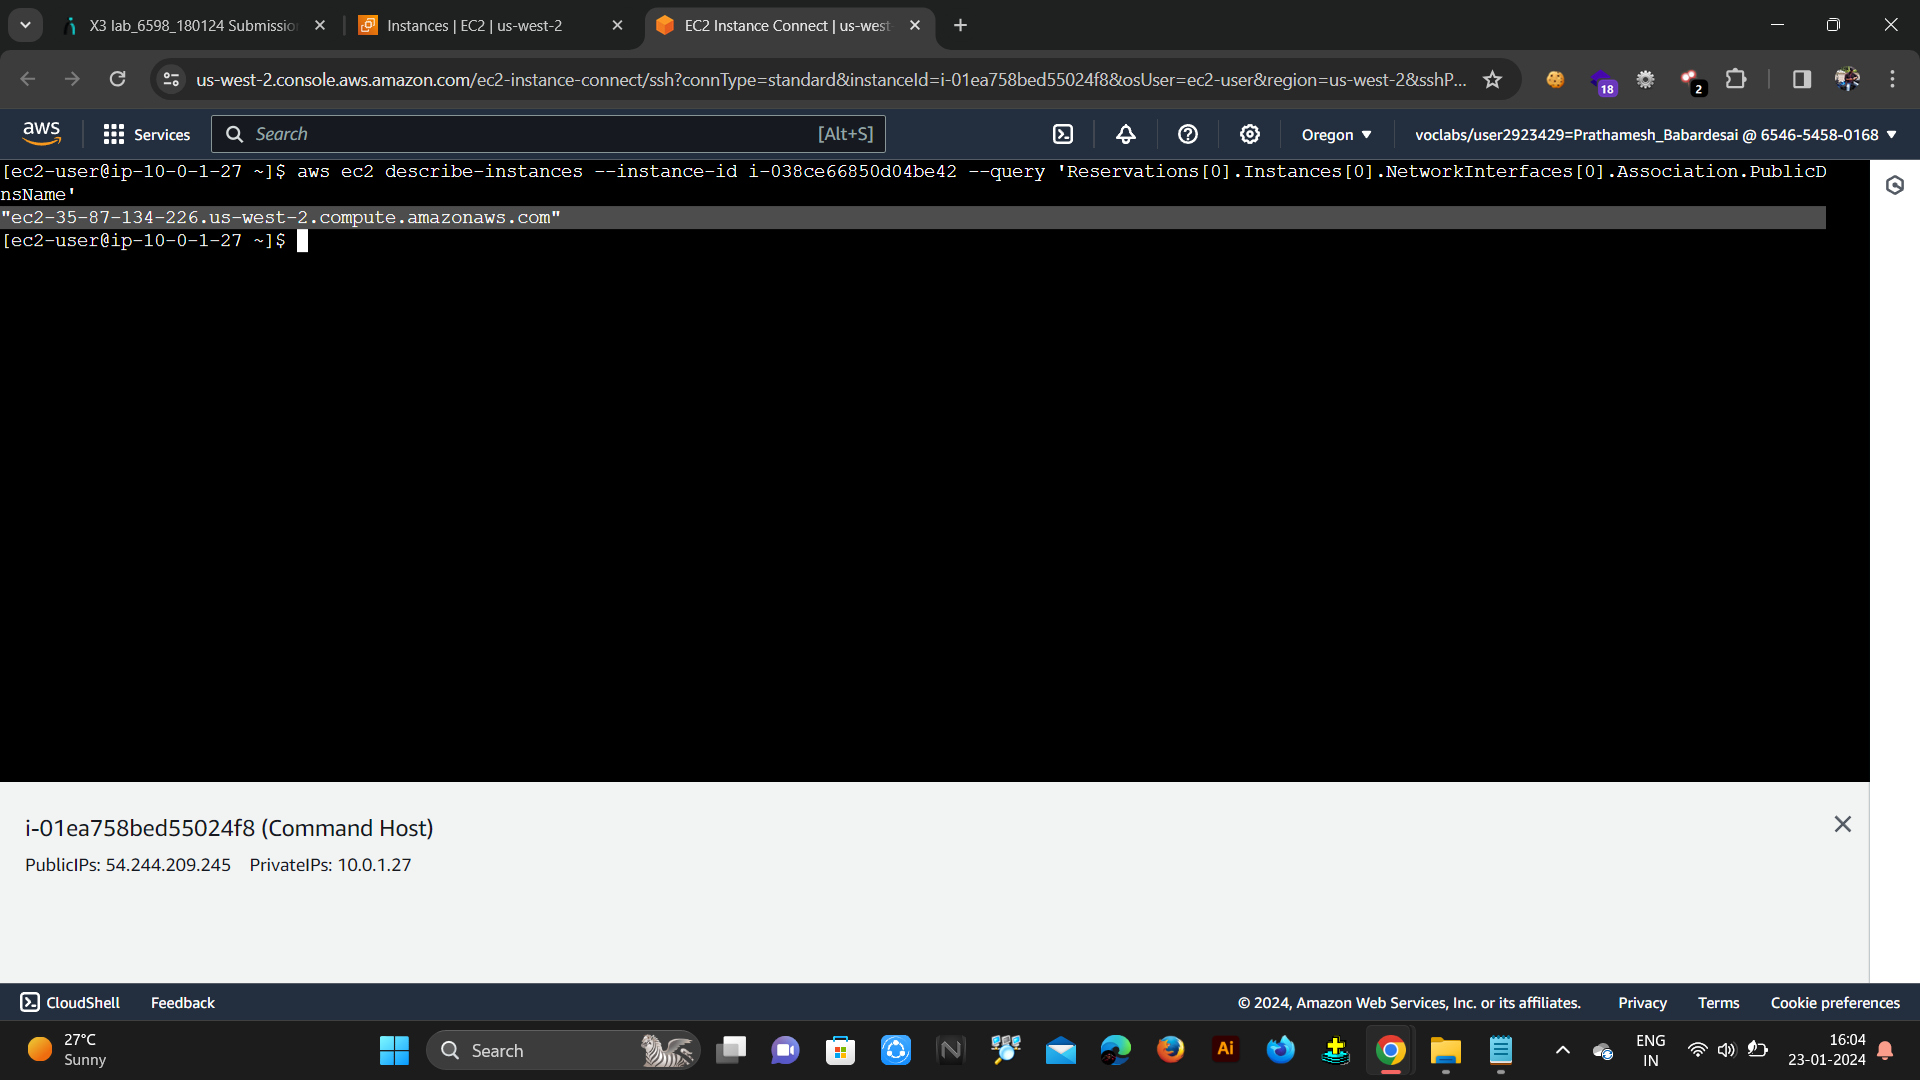 X3 lab_6598_180124 Submissio
Instances | EC2 | us-west-2
EC2 Instance Connect | us-west-
us-west-2.console.aws.amazon.com/ec2-instance-connect/ssh?connType=standard&instanceId=i-01ea758bed55024f8&osUser=ec2-user&region=us-west-2&sshP...
18
2
aws
Services
Search
[Alt+S]
Oregon
voclabs/user2923429=Prathamesh_Babardesai @ 6546-5458-0168
[ec2-user@ip-10-0-1-27 ~]$ aws ec2 describe-instances --instance-id i-038ce66850d04be42 --query 'Reservations[0].Instances[0].NetworkInterfaces[0].Association.PublicD
nsName'
"ec2-35-87-134-226.us-west-2.compute.amazonaws.com"
[ec2-user@ip-10-0-1-27 ~]$
i-01ea758bed55024f8 (Command Host)
PublicIPs: 54.244.209.245 PrivateIPs: 10.0.1.27
CloudShell
Feedback
© 2024, Amazon Web Services, Inc. or its affiliates.
Privacy
Terms
Cookie preferences
27°C
Sunny
Search
N
Ai
ENG
IN
16:04
23-01-2024